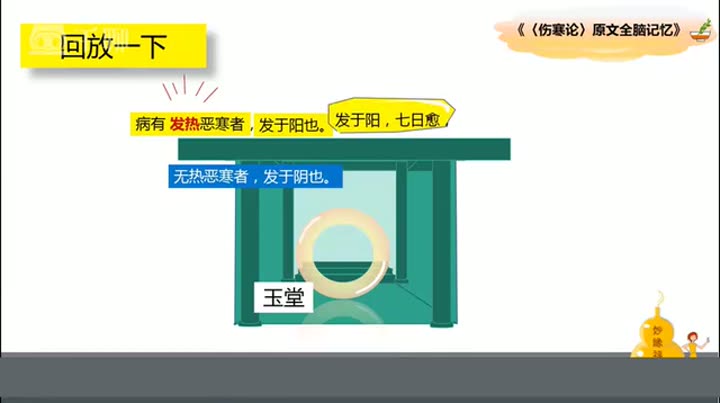 回放一下
《〈伤寒论〉原文全脑记忆》
病有 发热恶寒者，发于阳也。发于阳，七日愈，
无热恶寒者，发于阴也。
玉堂